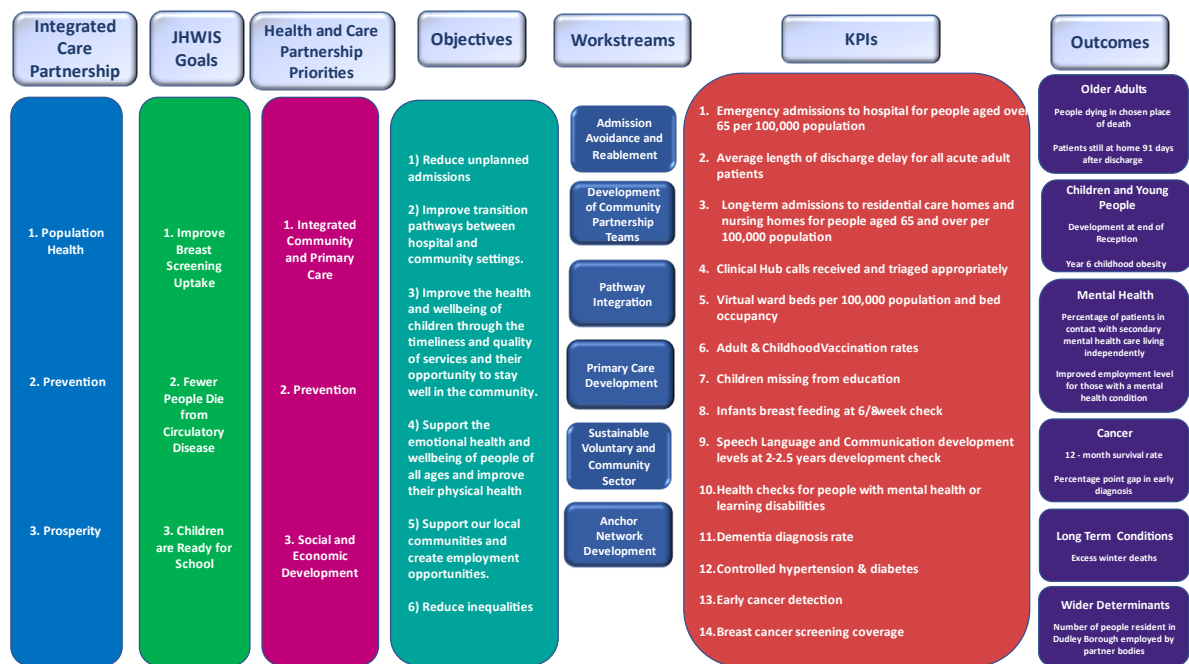 Integrated
Care
Partnership
1. Population
Health
2. Prevention
3. Prosperity
JHWIS
Goals
1. Improve
Breast
Screening
Uptake
2. Fewer
People Die
from
Circulatory
Disease
3. Children
are Ready for
School
Health and Care
Partnership
Priorities
1. Integrated
Community
and Primary
Care
2. Prevention
3. Social and
Economic
Development
Objectives
1) Reduce unplanned
admissions
2) Improve transition
pathways between
hospital and
community settings.
3) Improve the health
and wellbeing of
children through the
timeliness and quality
of services and their
opportunity to stay
well in the community.
4) Support the
emotional health and
wellbeing of people of
all ages and improve
their physical health
5) Support our local
communities and
create employment
opportunities.
6) Reduce inequalities
Workstreams
Admission
Avoidance and
Reablement
Development
of Community
Partnership
Teams
Pathway
Integration
Primary Care
Development
Sustainable
Voluntary and
Community
Sector
Anchor
Network
Development
KPIs
1. Emergency admissions to hospital for people aged over
65 per 100,000 population
2. Average length of discharge delay for all acute adult
patients
3. Long-term admissions to residential care homes and
nursing homes for people aged 65 and over per
100,000 population
4. Clinical Hub calls received and triaged appropriately
5. Virtual ward beds per 100,000 population and bed
occupancy
6. Adult & ChildhoodVaccination rates
7. Children missing from education
8. Infants breast feeding at 6/8week check
9. Speech Language and Communication development
levels at 2-2.5 years development check
10.Health checks for people with mental health or
learning disabilities
11.Dementia diagnosis rate
12.Controlled hypertension & diabetes
13.Early cancer detection
14.Breast cancer screening coverage
Outcomes
Older Adults
People dying in chosen place
of death
Patients still at home 91 days
after discharge
Children and Young
People
Development at end of
Reception
Year 6 childhood obesity
Mental Health
Percentage of patients in
contact with secondary
mental health care living
independently
Improved employment level
for those with a mental
health condition
Cancer
12 - month survival rate
Percentage point gap in early
diagnosis
Long Term Conditions
Excess winter deaths
Wider Determinants
Number of people resident in
Dudley Borough employed by
partner bodies